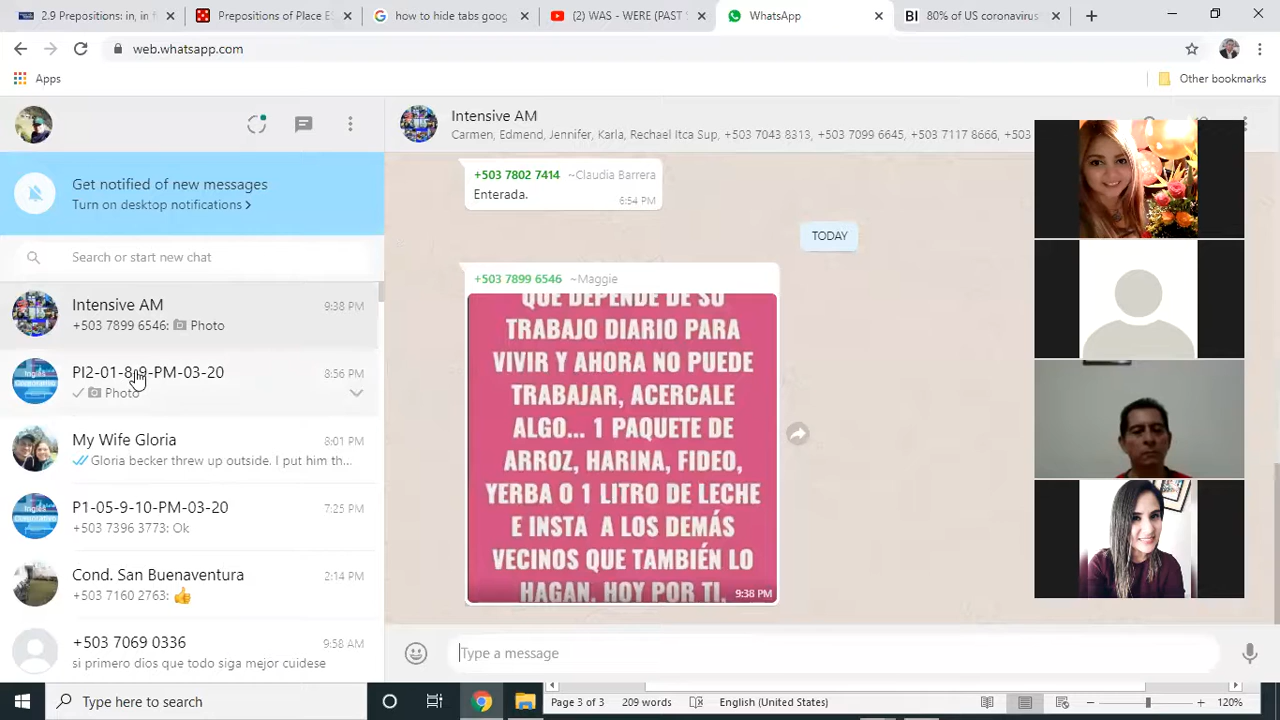 2.9 Prepositions: in, in f
Prepositions of Place ES
how to hide tabs goog
(2) WAS - WERE (PAST S
WhatsApp
BI 80% of US coronavirus
web.whatsapp.com
Apps
Other bookmarks
Get notified of new messages
Turn on desktop notifications >
Search or start new chat
Intensive AM
9:38 PM
+503 7899 6546: Photo
PI2-01-8-9-PM-03-20
8:56 PM
Photo
My Wife Gloria
8:01 PM
Gloria becker threw up outside. I put him th...
P1-05-9-10-PM-03-20
7:25 PM
+503 7396 3773: Ok
Cond. San Buenaventura
2:14 PM
+503 7160 2763: 👍
+503 7069 0336
9:58 AM
si primero dios que todo siga mejor cuidese
Intensive AM
Carmen, Edmend, Jennifer, Karla, Rechael Itca Sup, +503 7043 8313, +503 7099 6645, +503 7117 8666, +503
+503 7802 7414 ~Claudia Barrera
Enterada.
6:54 PM
TODAY
+503 7899 6546 ~Maggie
QUE DEPENDE DE SU
TRABAJO DIARIO PARA
VIVIR Y AHORA NO PUEDE
TRABAJAR, ACERCALE
ALGO... 1 PAQUETE DE
ARROZ, HARINA, FIDEO,
YERBA O 1 LITRO DE LECHE
E INSTA A LOS DEMÁS
VECINOS QUE TAMBIÉN LO
HAGAN. HOY POR TI,
9:38 PM
Type a message
Type here to search
Page 3 of 3
209 words
English (United States)
120%